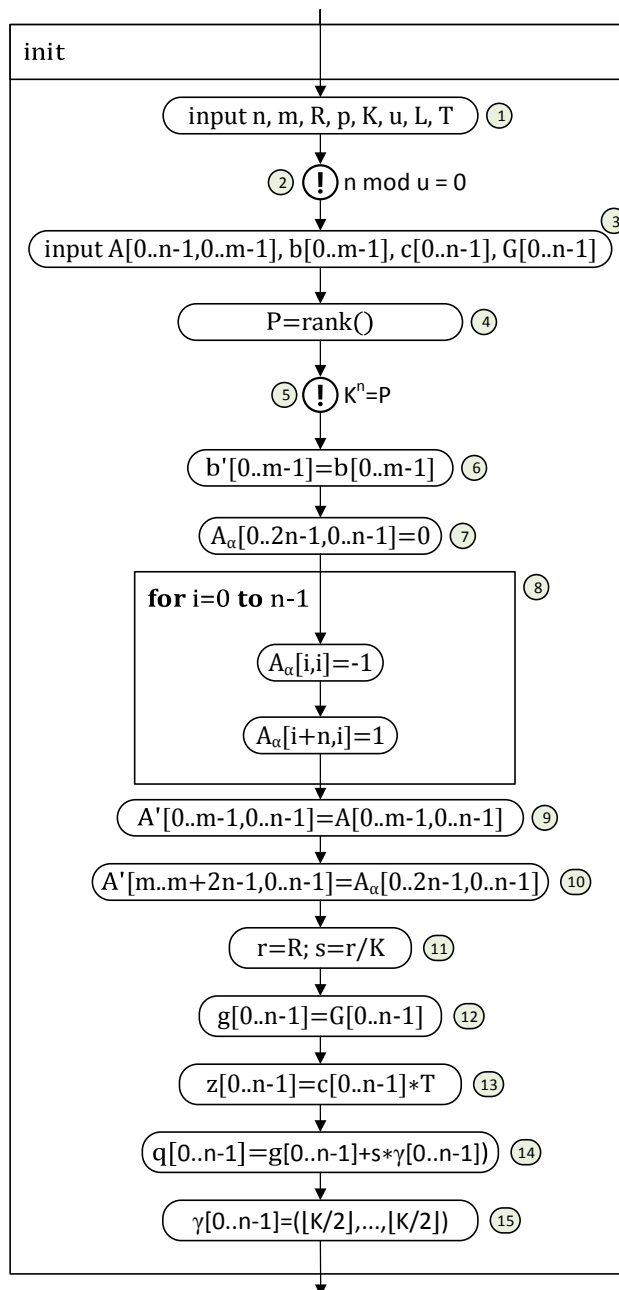 init
input n, m, R, p, K, u, L, T 1
2 ! n mod u = 0
3
input A[0..n-1,0..m-1], b[0..m-1], c[0..n-1], G[0..n-1]
P=rank() 4
5 ! Kⁿ=P
b'[0..m-1]=b[0..m-1] 6
Aα[0..2n-1,0..n-1]=0 7
for i=0 to n-1 8
Aα[i,i]=-1
Aα[i+n,i]=1
A'[0..m-1,0..n-1]=A[0..m-1,0..n-1] 9
A'[m..m+2n-1,0..n-1]=Aα[0..2n-1,0..n-1] 10
r=R; s=r/K 11
g[0..n-1]=G[0..n-1] 12
z[0..n-1]=c[0..n-1]*T 13
q[0..n-1]=g[0..n-1]+s*γ[0..n-1]) 14
γ[0..n-1]=(⌊K/2⌋,...,⌊K/2⌋) 15